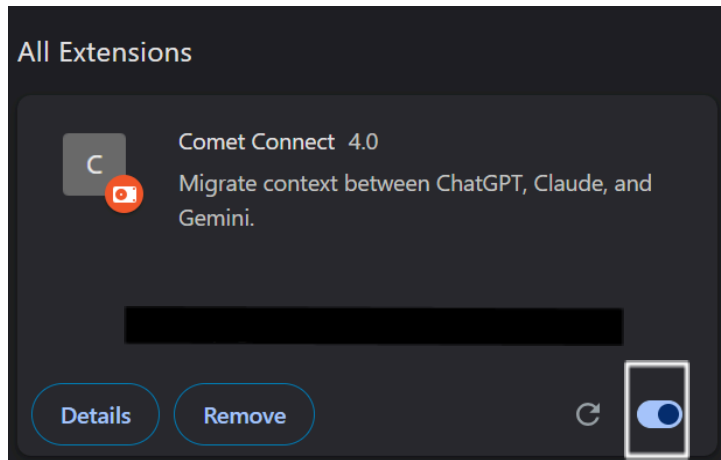 All Extensions
C
Comet Connect 4.0
Migrate context between ChatGPT, Claude, and
Gemini.
Details
Remove